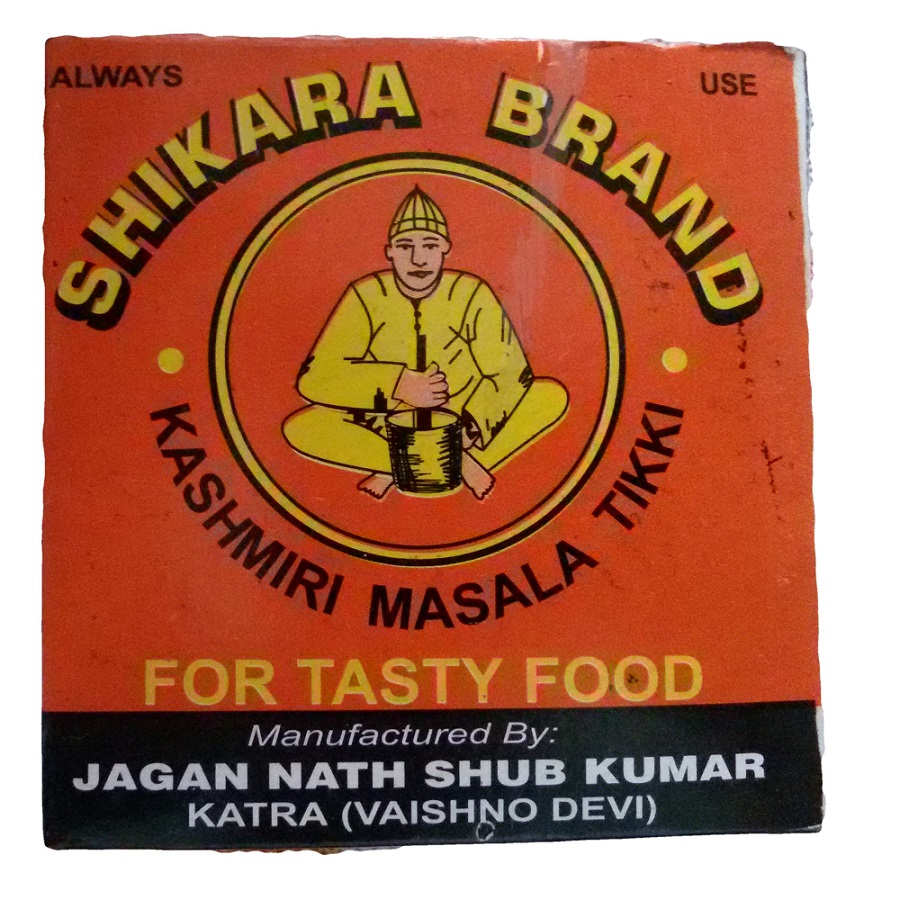 ALWAYS USE
SHIKARA BRAND
KASHMIRI MASALA TIKKI
FOR TASTY FOOD
Manufactured By:
JAGAN NATH SHUB KUMAR
KATRA (VAISHNO DEVI)